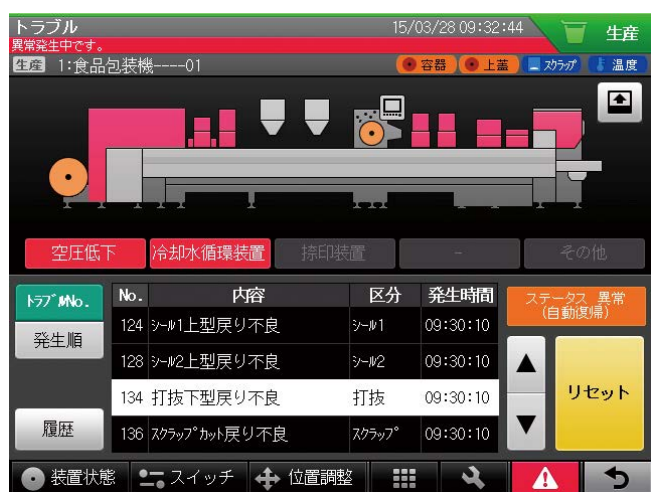 トラブル 15/03/28 09:32:44 生産
異常発生中です。
生産 1:食品包装機----01 容器 上蓋 スクラップ 温度
空圧低下 冷却水循環装置 捺印装置 - その他
トラブルNo. No. 内容 区分 発生時間 ステータス 異常
(自動復帰)
発生順 124 シール1上型戻り不良 シール1 09:30:10
128 シール2上型戻り不良 シール2 09:30:10
134 打抜下型戻り不良 打抜 09:30:10 リセット
履歴 136 スクラップカット戻り不良 スクラップ 09:30:10
装置状態 スイッチ 位置調整